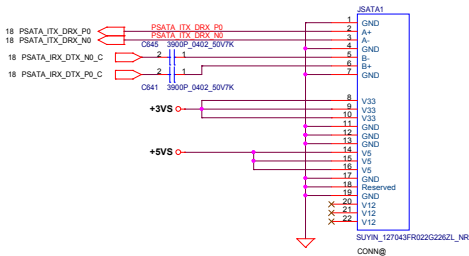 JSATA1
18 PSATA_ITX_DRX_P0 PSATA_ITX_DRX_P0 1 GND
18 PSATA_ITX_DRX_N0 PSATA_ITX_DRX_N0 2 A+
3 A-
C645 3900P_0402_50V7K 4 GND
18 PSATA_IRX_DTX_N0_C 2 1 5 B-
6 B+
18 PSATA_IRX_DTX_P0_C 2 1 7 GND
C641 3900P_0402_50V7K
8 V33
+3VS 9 V33
10 V33
11 GND
12 GND
13 GND
+5VS 14 V5
15 V5
16 V5
17 GND
18 Reserved
19 GND
20 V12
21 V12
22 V12
SUYIN_127043FR022G226ZL_NR
CONN@